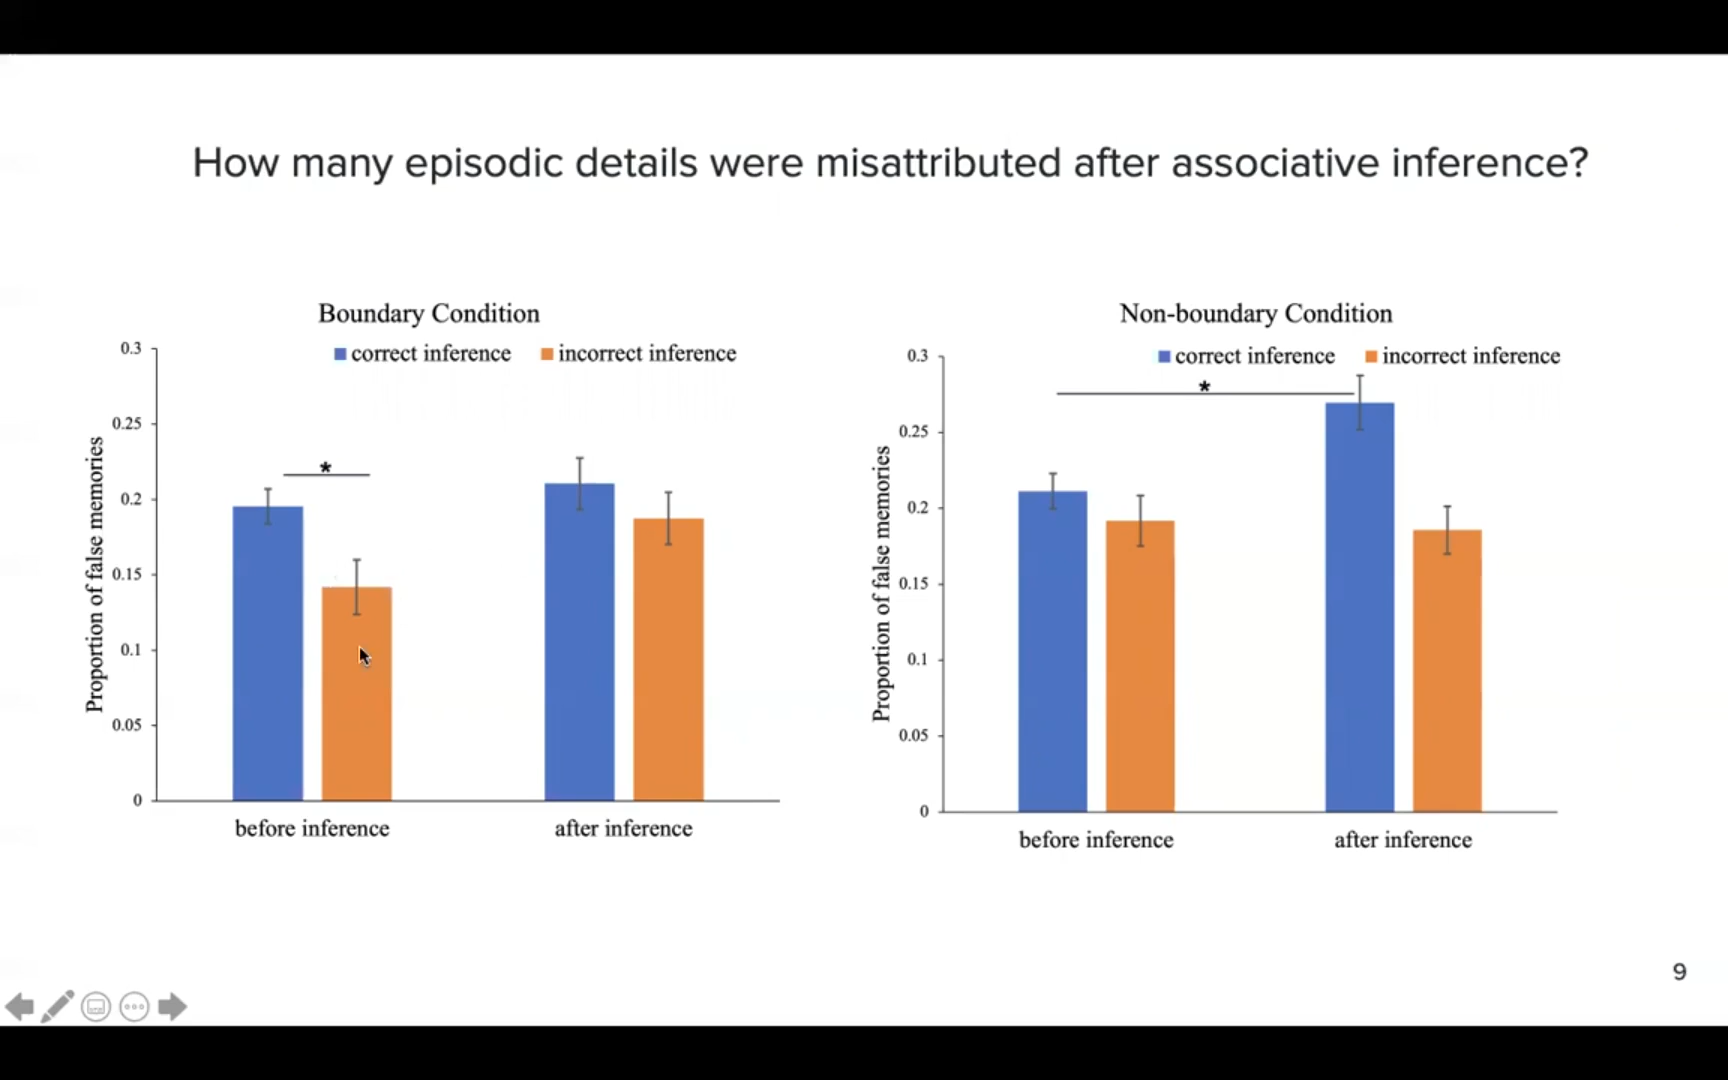 How many episodic details were misattributed after associative inference?
Boundary Condition
correct inference incorrect inference
0.3
0.25
0.2
0.15
0.1
0.05
0
Proportion of false memories
*
before inference after inference
Non-boundary Condition
correct inference incorrect inference
0.3
0.25
0.2
0.15
0.1
0.05
0
Proportion of false memories
*
before inference after inference
9